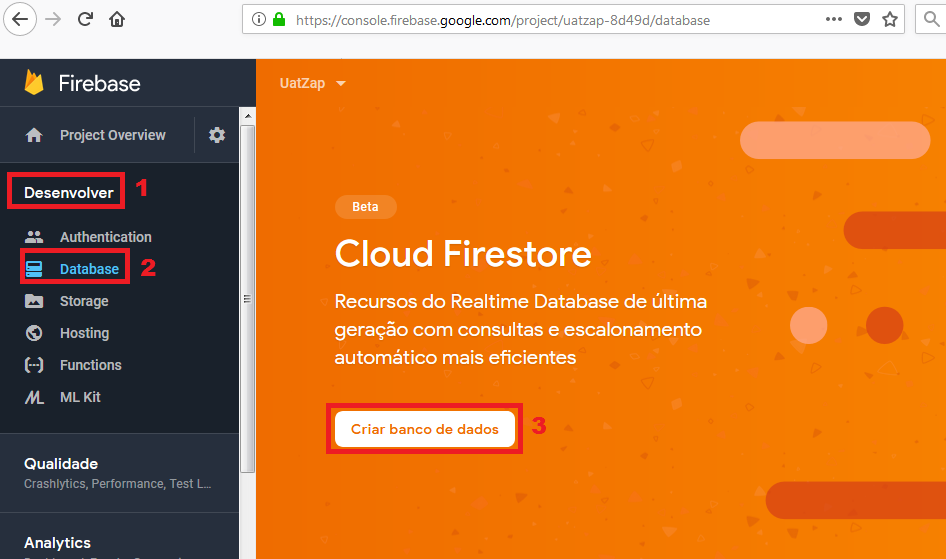 https://console.firebase.google.com/project/uatzap-8d49d/database
Firebase
UatZap
Project Overview
Desenvolver 1
Authentication
Database 2
Storage
Hosting
Functions
ML Kit
Qualidade
Crashlytics, Performance, Test L...
Analytics
Beta
Cloud Firestore
Recursos do Realtime Database de última
geração com consultas e escalonamento
automático mais eficientes
Criar banco de dados 3